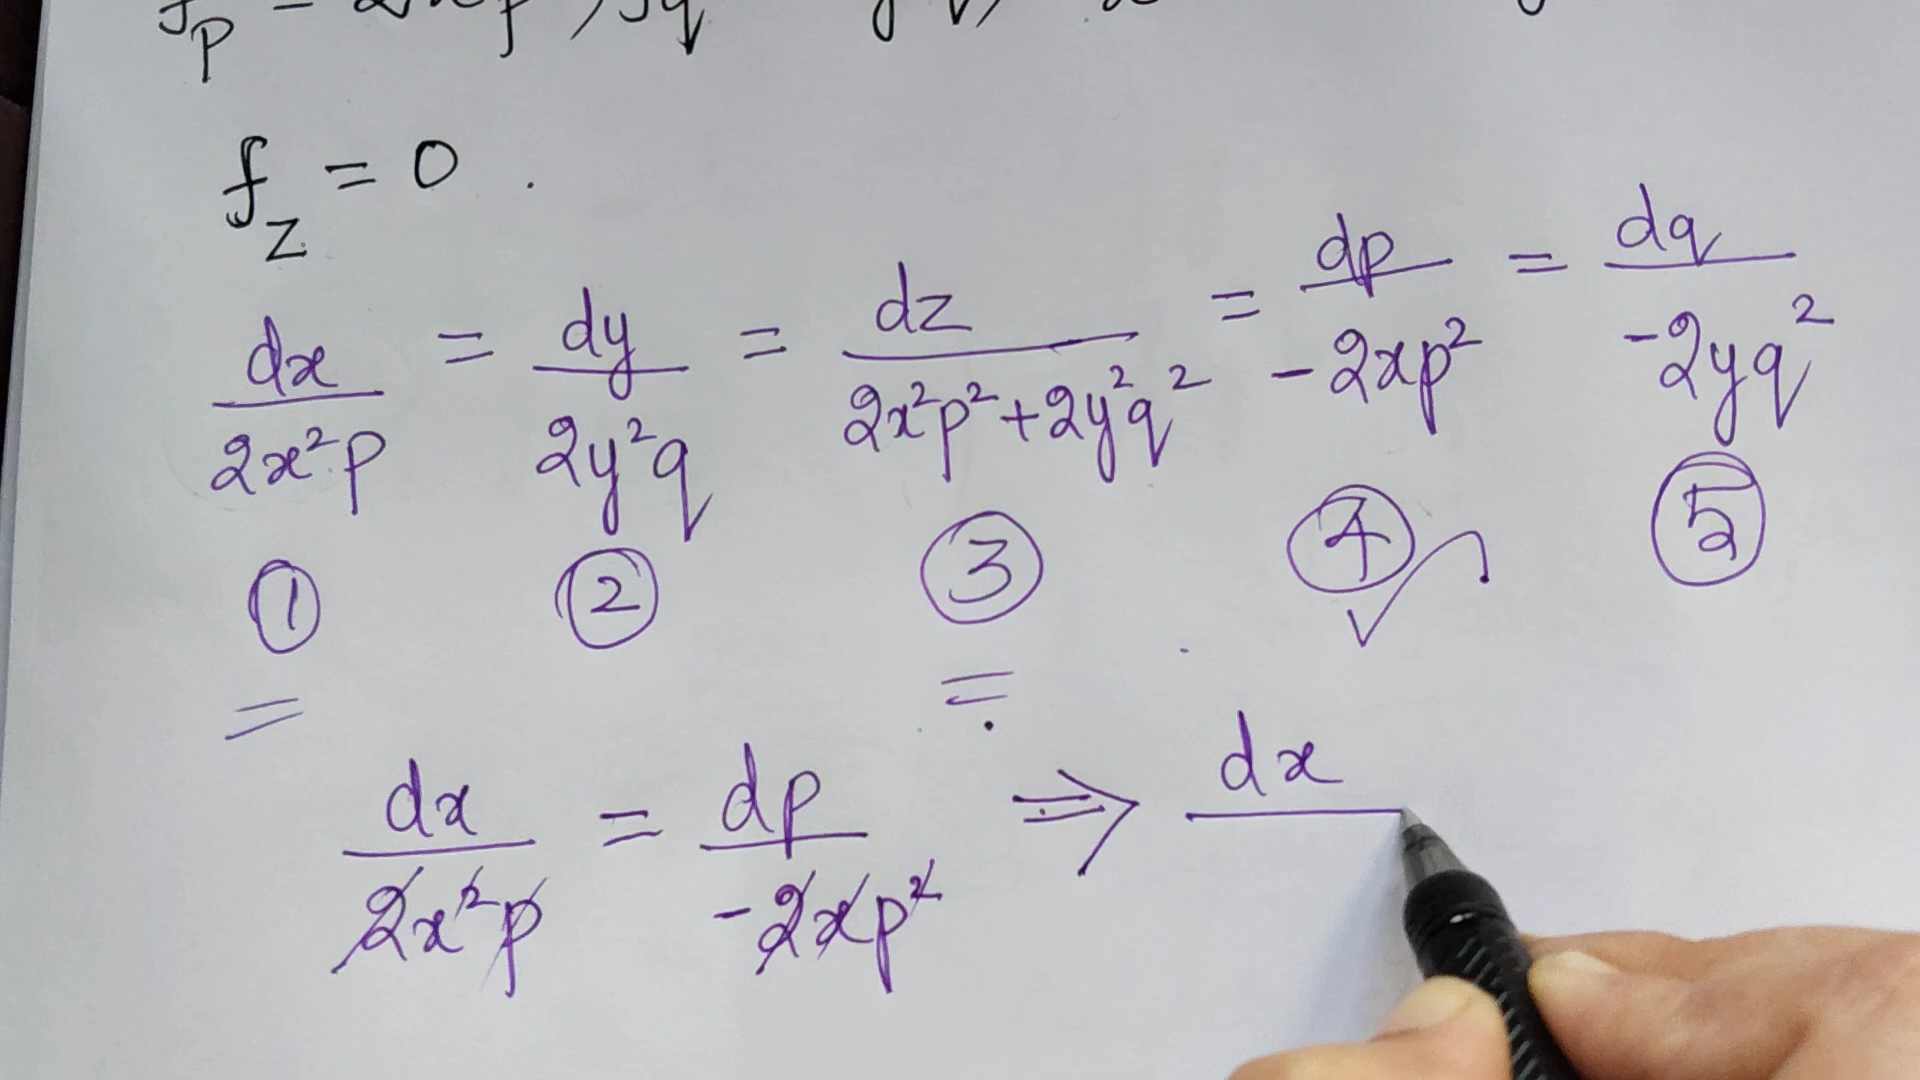 f_z = 0 .
dx/2x²p = dy/2y²q = dz/2x²p²+2y²q² = dp/-2xp² = dq/-2yq²
① ② ③ ④ ⑤
dx/2x²p = dp/-2xp² ⇒ dx